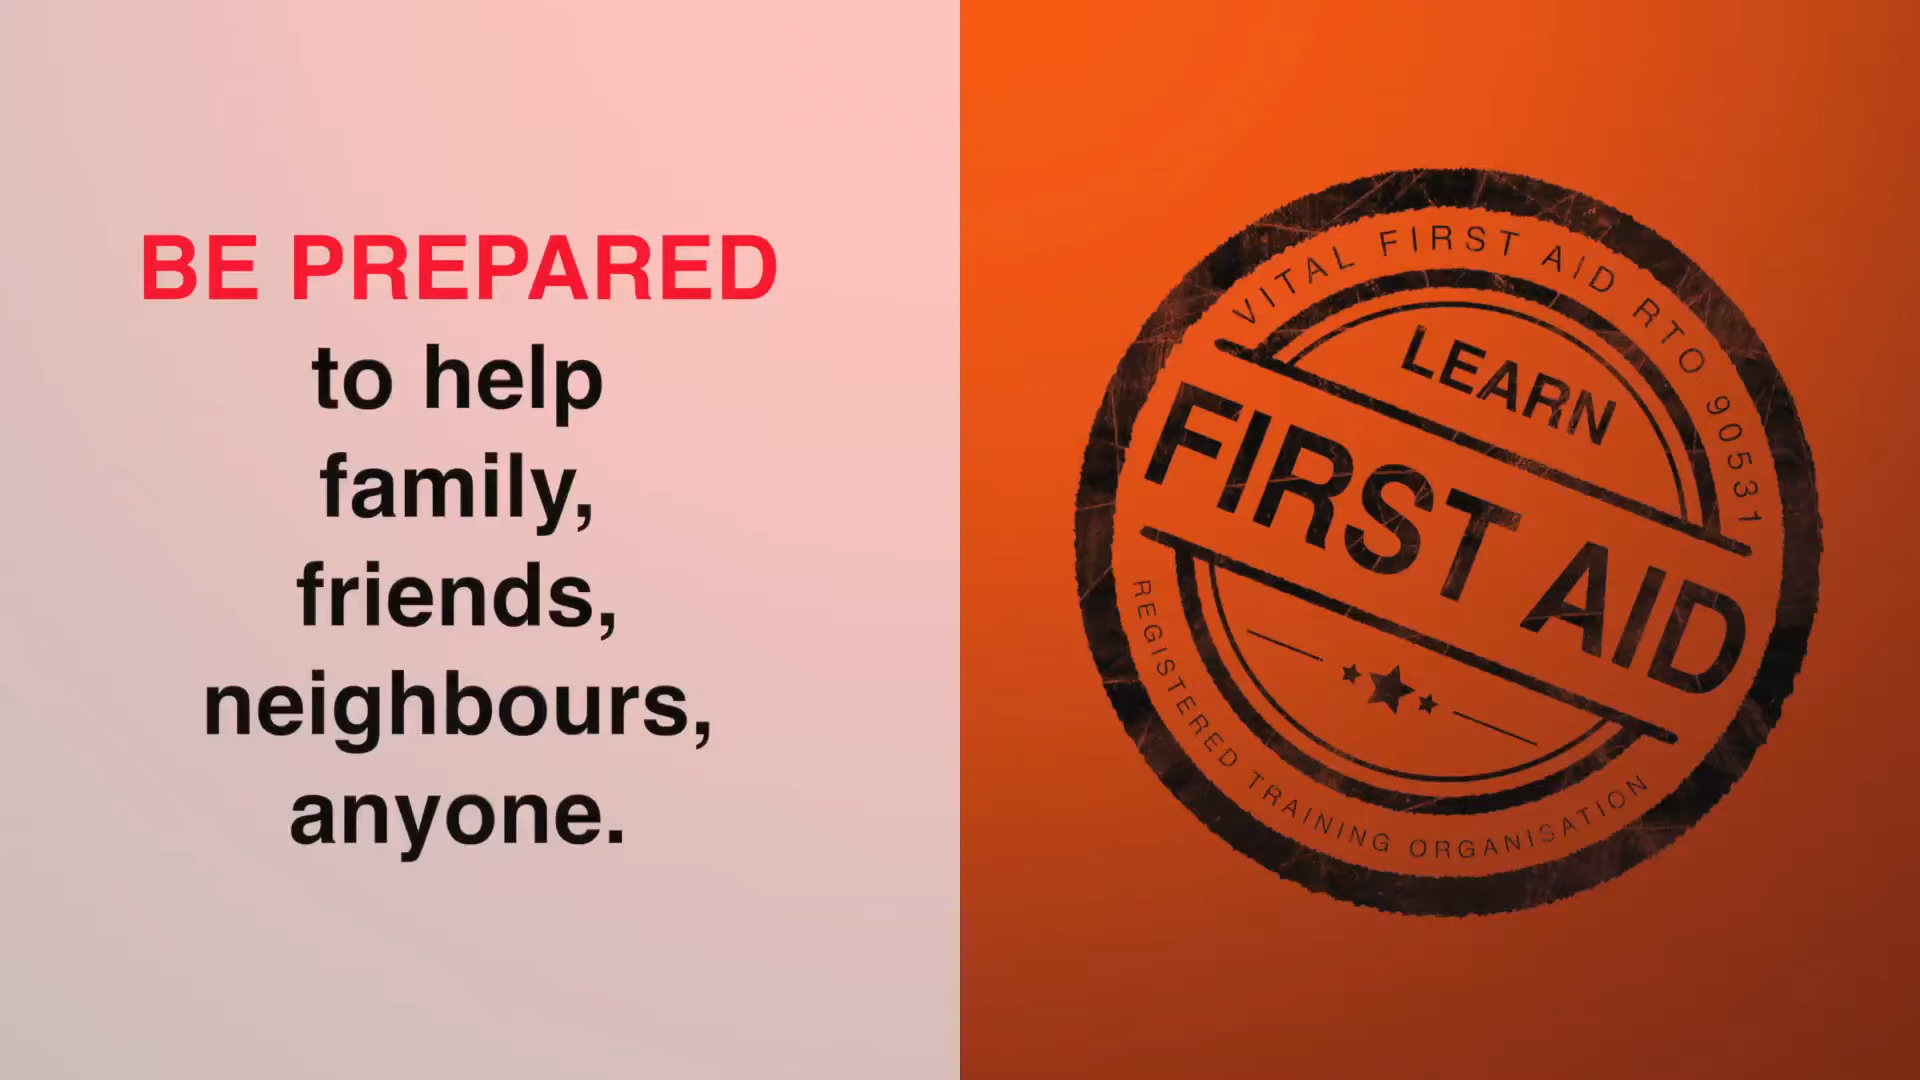 BE PREPARED
to help
family,
friends,
neighbours,
anyone.
VITAL FIRST AID RTO 90531
LEARN
FIRST AID
REGISTERED TRAINING ORGANISATION